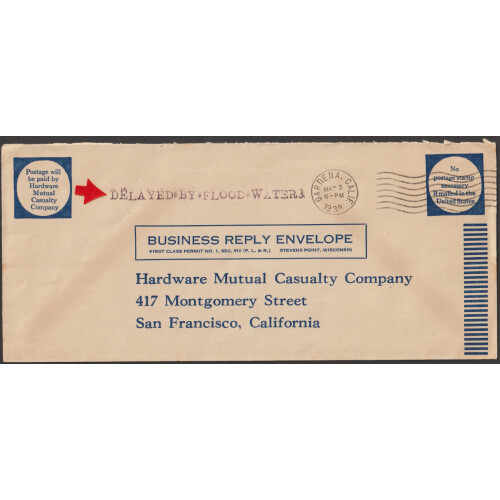 Postage will
be paid by
Hardware
Mutual
Casualty
Company
DELAYED*BY*FLOOD*WATERS
GARDENA, CALIF.
MAR 2
6-PM
No
postage stamp
necessary
if mailed in the
United States
BUSINESS REPLY ENVELOPE
FIRST CLASS PERMIT NO. 1, SEC. 510 (P. L. & R.) STEVENS POINT, WISCONSIN
Hardware Mutual Casualty Company
417 Montgomery Street
San Francisco, California